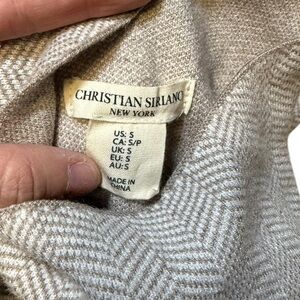 CHRISTIAN SIRIANO
NEW YORK
US: S
CA: S/P
UK: S
EU: S
AU: S
MADE IN
CHINA